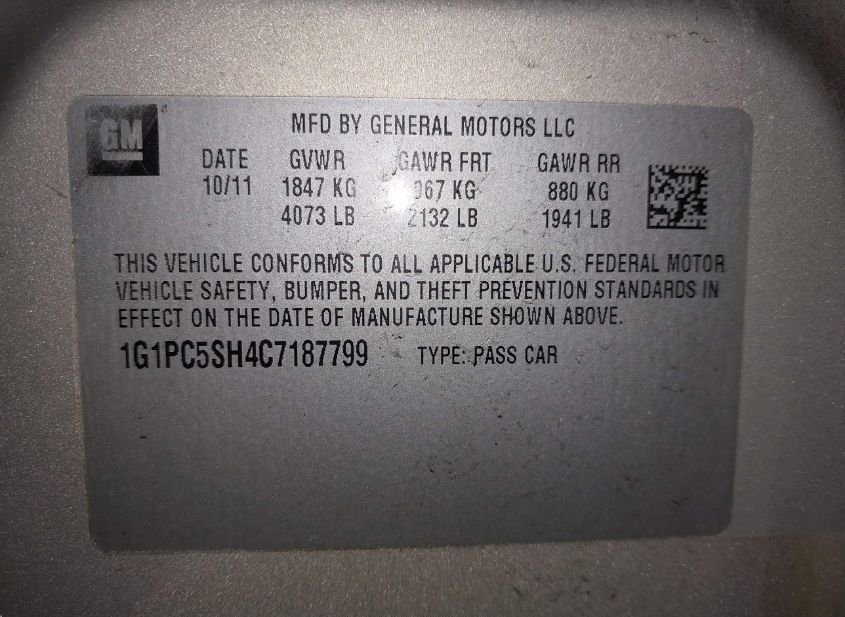 GM
MFD BY GENERAL MOTORS LLC
DATE GVWR GAWR FRT GAWR RR
10/11 1847 KG 967 KG 880 KG
4073 LB 2132 LB 1941 LB
THIS VEHICLE CONFORMS TO ALL APPLICABLE U.S. FEDERAL MOTOR
VEHICLE SAFETY, BUMPER, AND THEFT PREVENTION STANDARDS IN
EFFECT ON THE DATE OF MANUFACTURE SHOWN ABOVE.
1G1PC5SH4C7187799 TYPE: PASS CAR